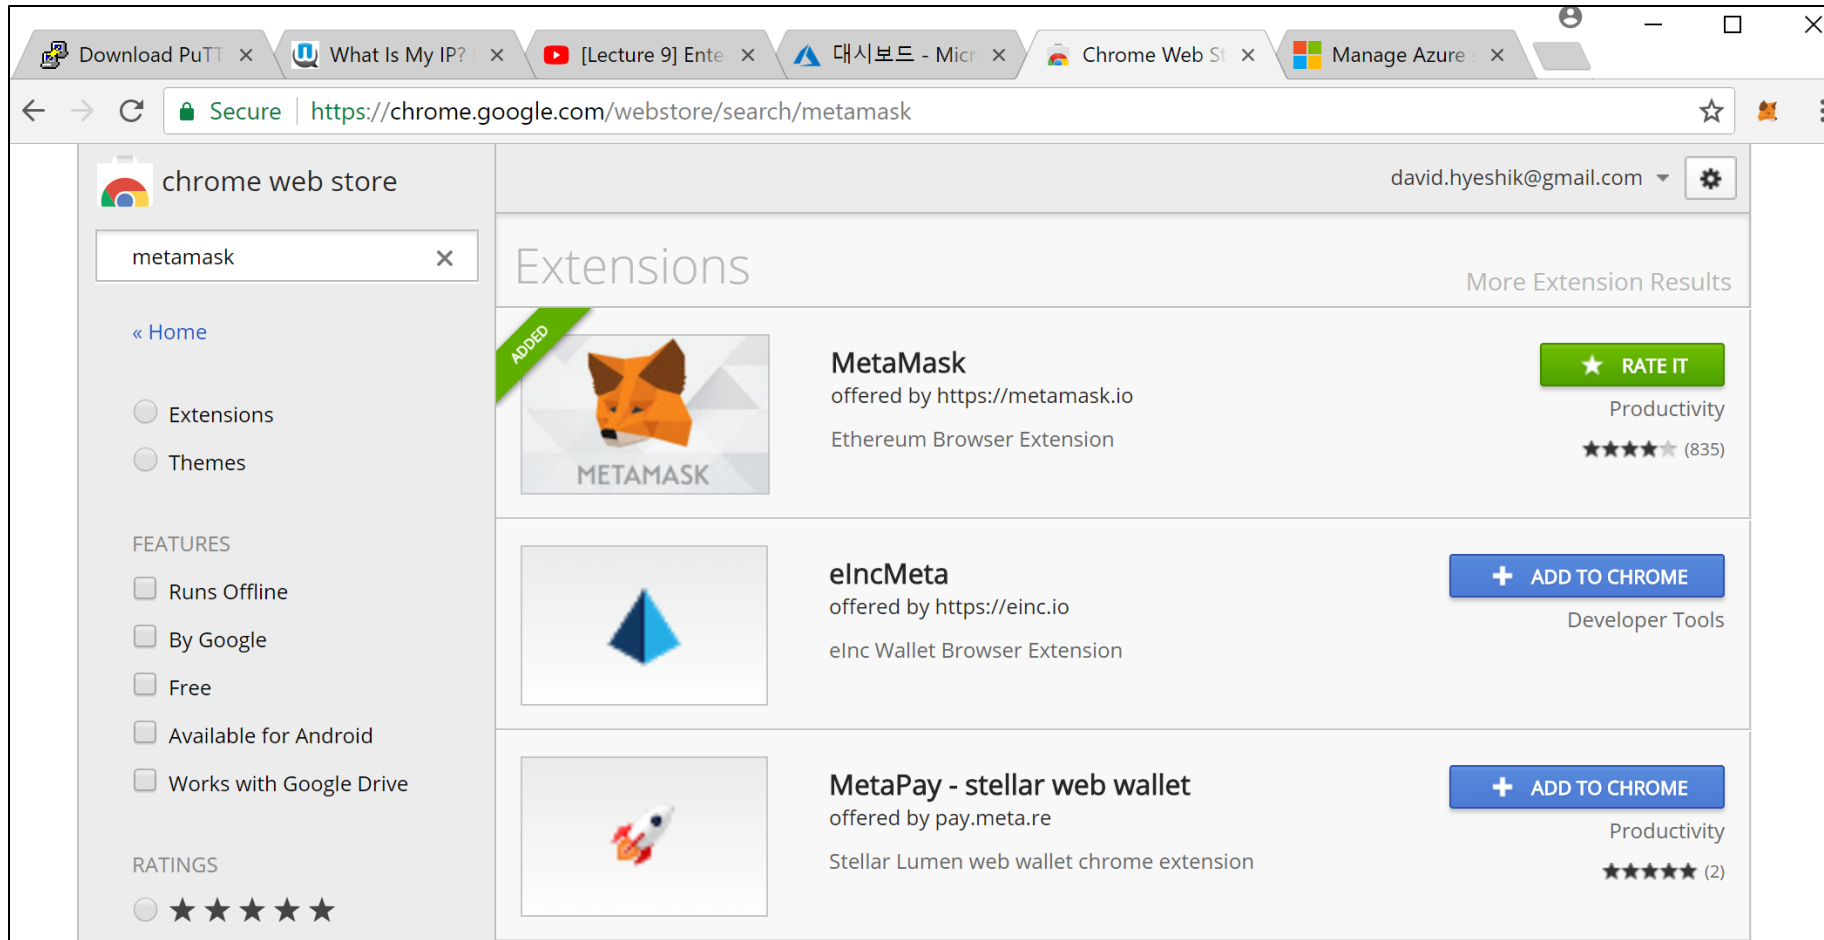 Download PuTT
What Is My IP?
[Lecture 9] Ente
대시보드 - Micr
Chrome Web St
Manage Azure
Secure
https://chrome.google.com/webstore/search/metamask
chrome web store
david.hyeshik@gmail.com
metamask
Extensions
More Extension Results
« Home
Extensions
Themes
FEATURES
Runs Offline
By Google
Free
Available for Android
Works with Google Drive
RATINGS
ADDED
METAMASK
MetaMask
offered by https://metamask.io
Ethereum Browser Extension
RATE IT
Productivity
(835)
eIncMeta
offered by https://einc.io
eInc Wallet Browser Extension
ADD TO CHROME
Developer Tools
MetaPay - stellar web wallet
offered by pay.meta.re
Stellar Lumen web wallet chrome extension
ADD TO CHROME
Productivity
(2)